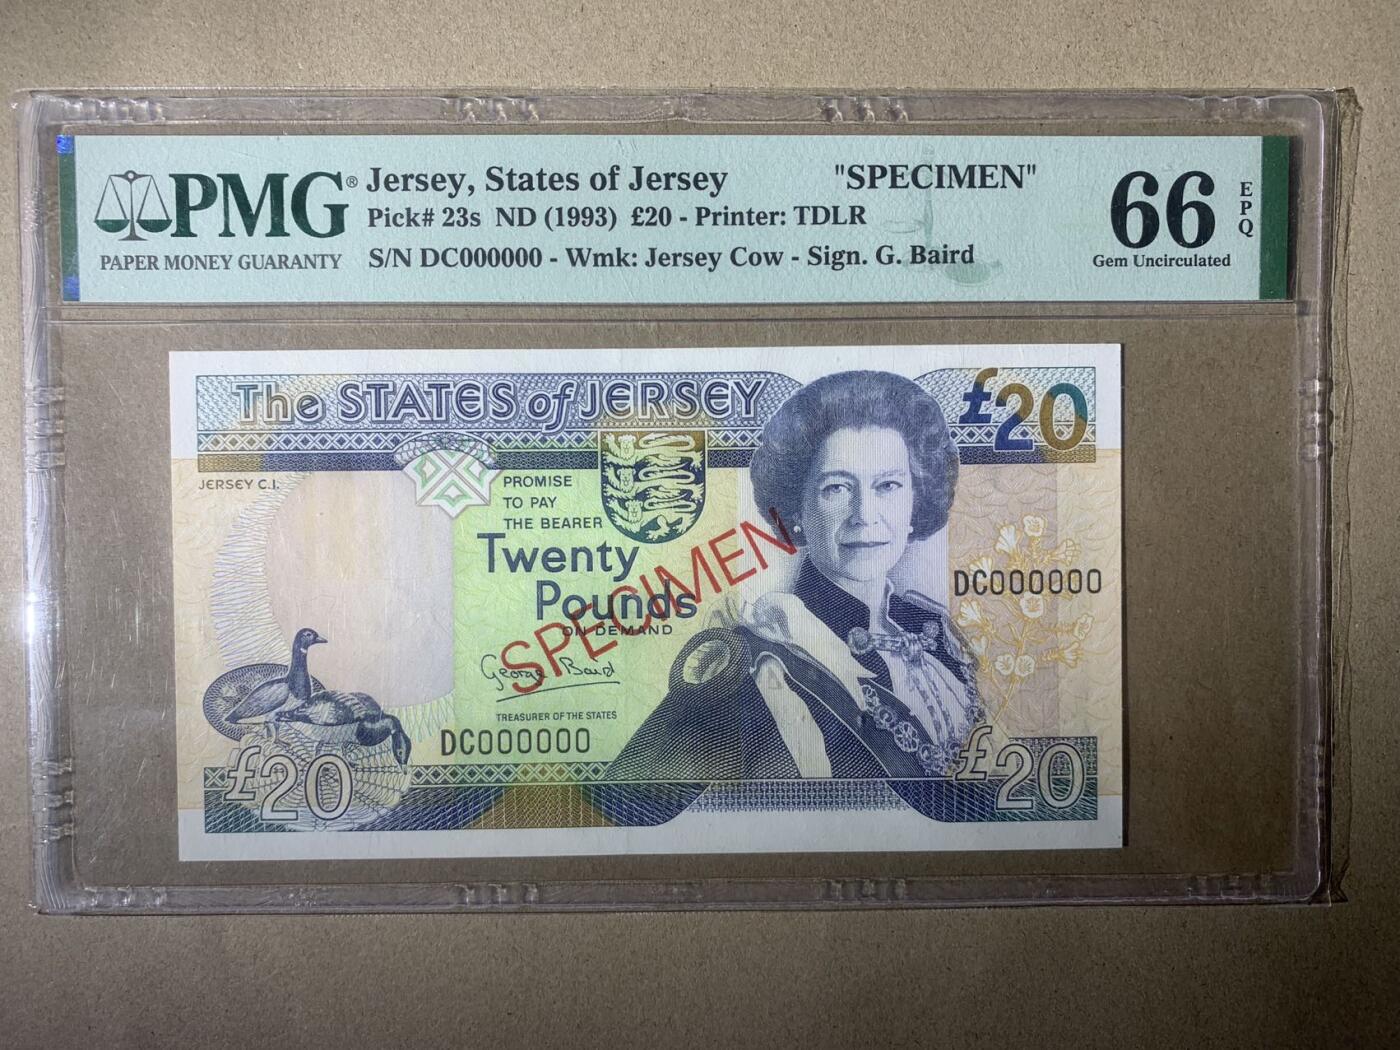 PMG®
PAPER MONEY GUARANTY
Jersey, States of Jersey "SPECIMEN"
Pick# 23s ND (1993) £20 - Printer: TDLR
S/N DC000000 - Wmk: Jersey Cow - Sign. G. Baird
66 EPQ
Gem Uncirculated
The STATES of JERSEY
£20
JERSEY C.I.
PROMISE
TO PAY
THE BEARER
Twenty
Pounds
ON DEMAND
SPECIMEN
DC000000
George Baird
TREASURER OF THE STATES
DC000000
£20
£20